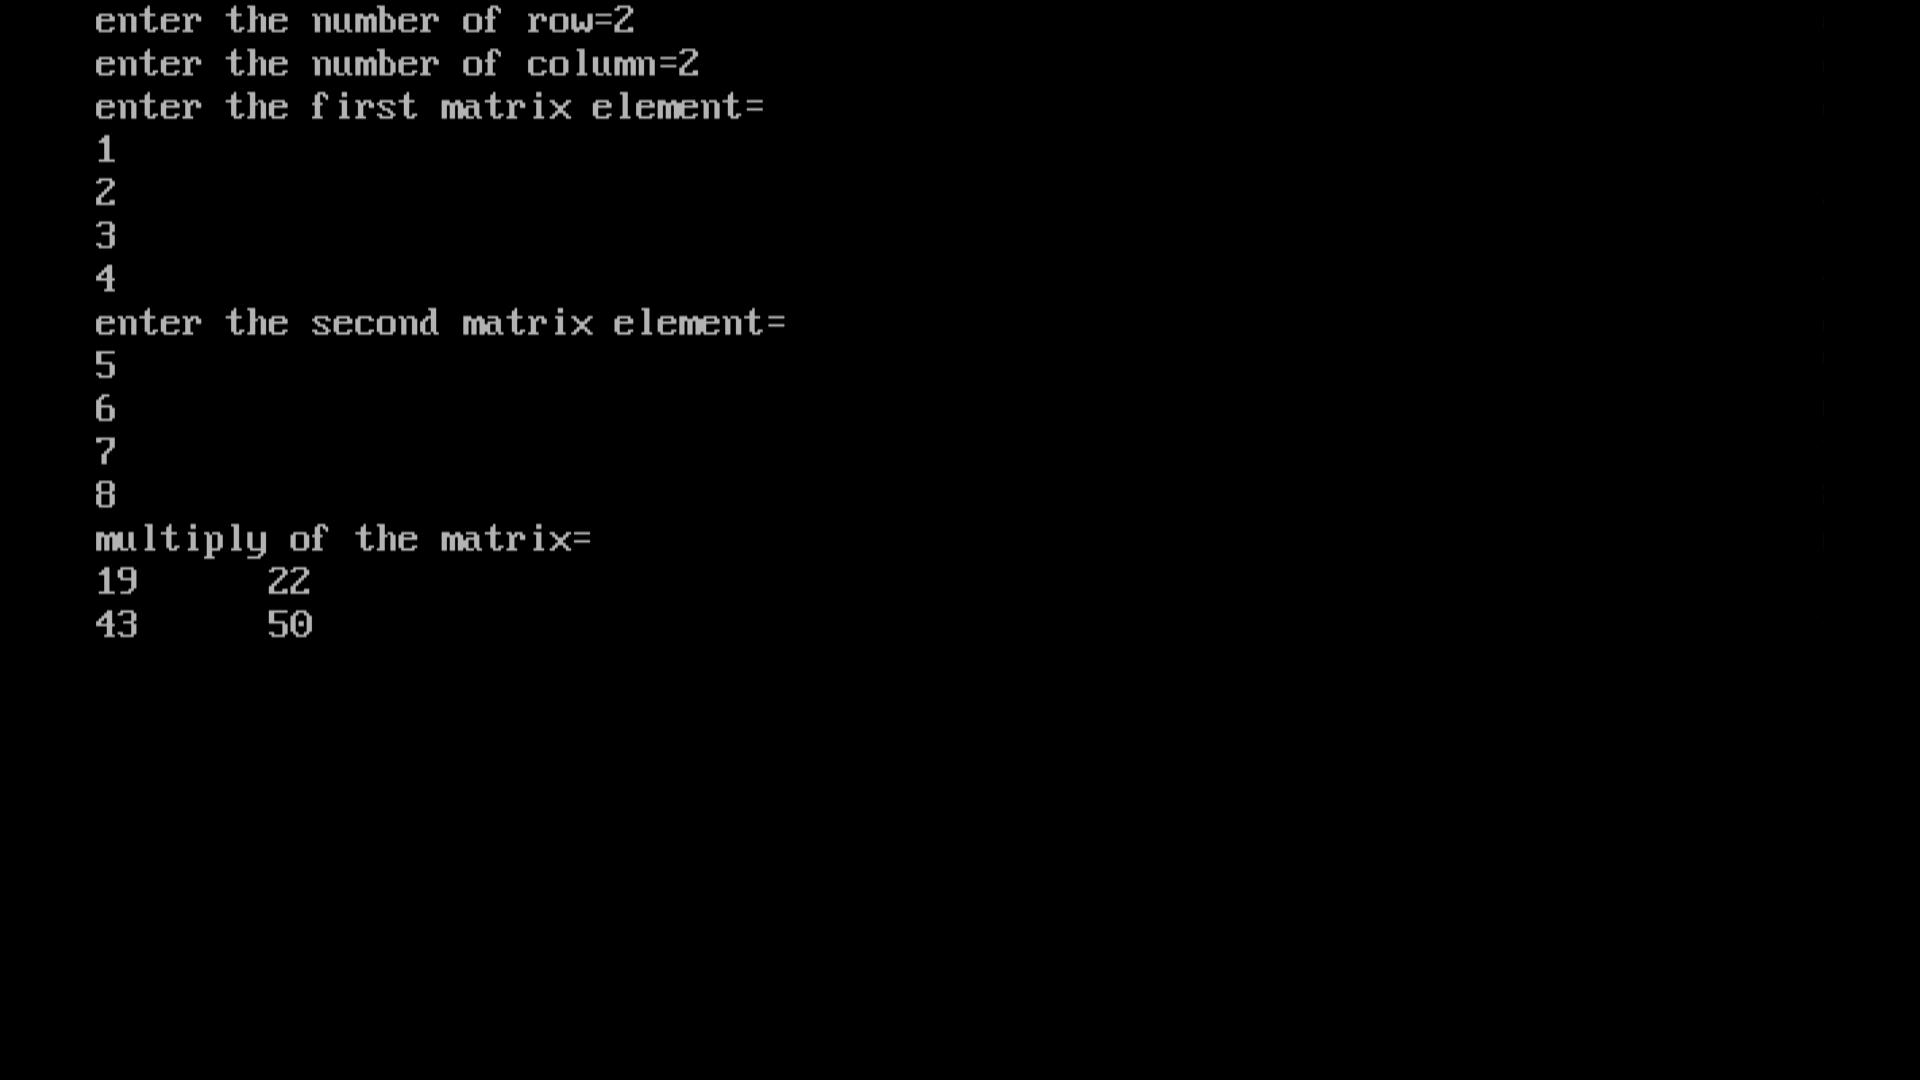 enter the number of row=2
enter the number of column=2
enter the first matrix element=
1
2
3
4
enter the second matrix element=
5
6
7
8
multiply of the matrix=
19 22
43 50